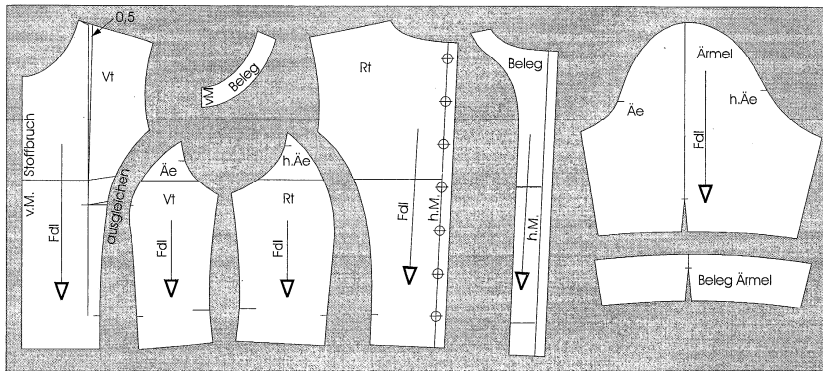 0,5
Vt
Stoffbruch
v.M.
Fdl
ausgleichen
vM
Beleg
Äe
Vt
Fdl
h.Äe
Rt
Fdl
Rt
Fdl
h.M.
Beleg
h.M.
Ärmel
Äe
h.Äe
Fdl
Beleg Ärmel